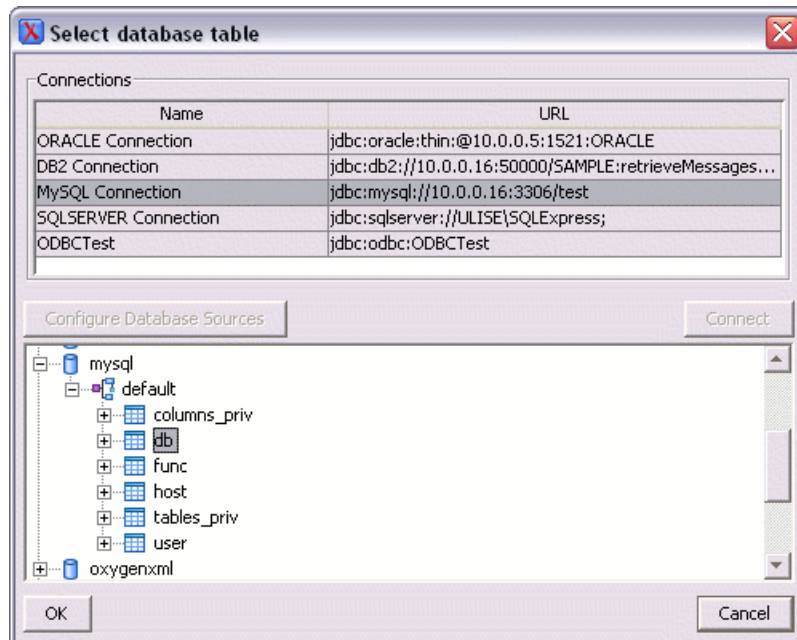 Select database table
Connections
Name URL
ORACLE Connection jdbc:oracle:thin:@10.0.0.5:1521:ORACLE
DB2 Connection jdbc:db2://10.0.0.16:50000/SAMPLE:retrieveMessages...
MySQL Connection jdbc:mysql://10.0.0.16:3306/test
SQLSERVER Connection jdbc:sqlserver://ULISE\SQLExpress;
ODBCTest jdbc:odbc:ODBCTest
Configure Database Sources Connect
mysql
default
columns_priv
db
func
host
tables_priv
user
oxygenxml
OK Cancel